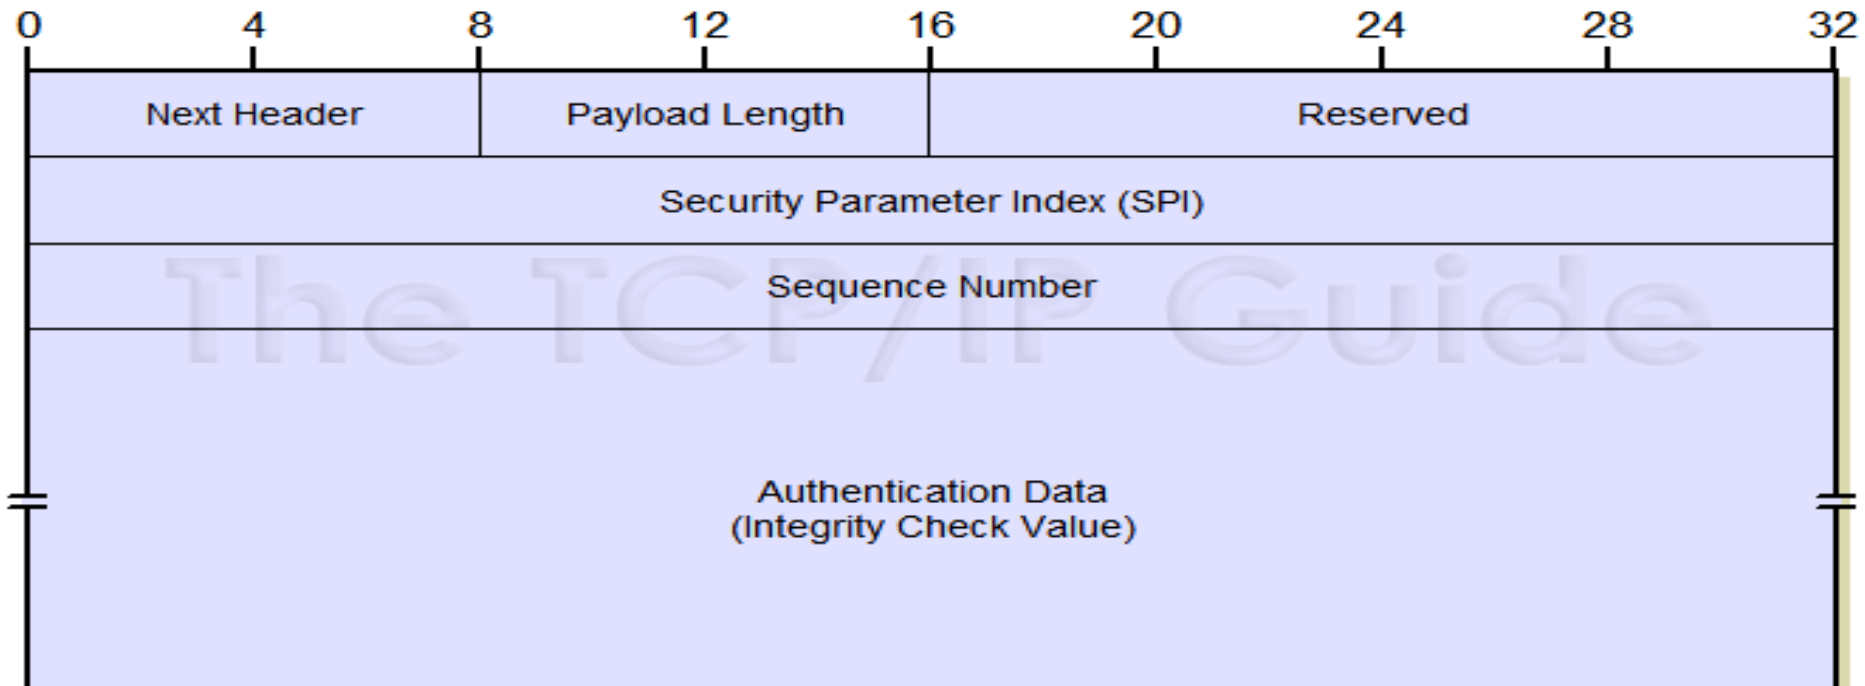 0 4 8 12 16 20 24 28 32
Next Header Payload Length Reserved
Security Parameter Index (SPI)
The TCP/IP Guide
Sequence Number
Authentication Data
(Integrity Check Value)